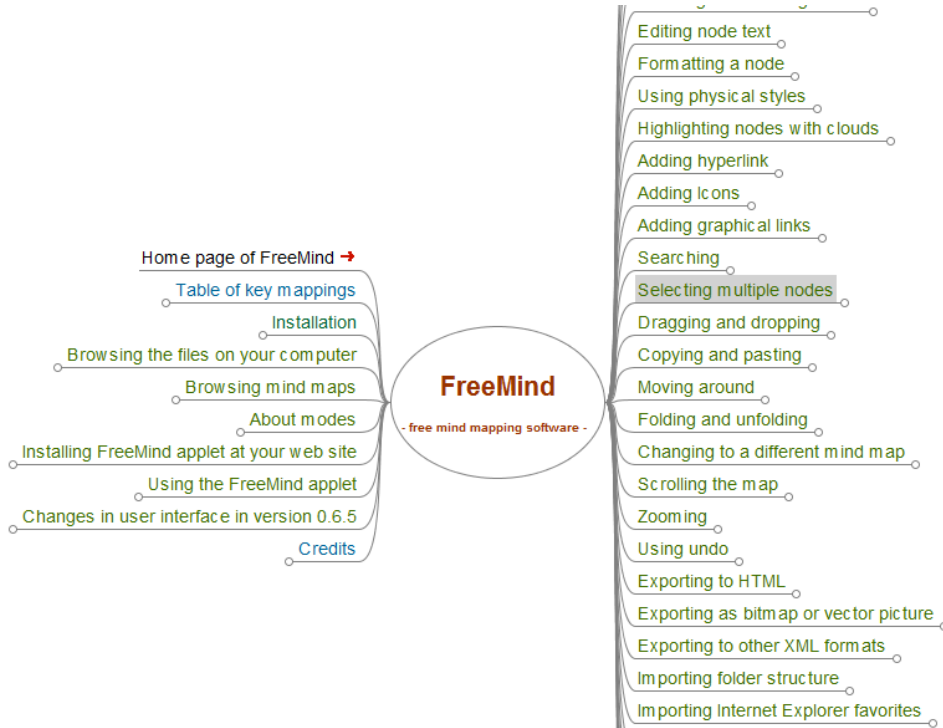 Home page of FreeMind
Table of key mappings
Installation
Browsing the files on your computer
Browsing mind maps
About modes
Installing FreeMind applet at your web site
Using the FreeMind applet
Changes in user interface in version 0.6.5
Credits
FreeMind
- free mind mapping software -
Editing node text
Formatting a node
Using physical styles
Highlighting nodes with clouds
Adding hyperlink
Adding Icons
Adding graphical links
Searching
Selecting multiple nodes
Dragging and dropping
Copying and pasting
Moving around
Folding and unfolding
Changing to a different mind map
Scrolling the map
Zooming
Using undo
Exporting to HTML
Exporting as bitmap or vector picture
Exporting to other XML formats
Importing folder structure
Importing Internet Explorer favorites